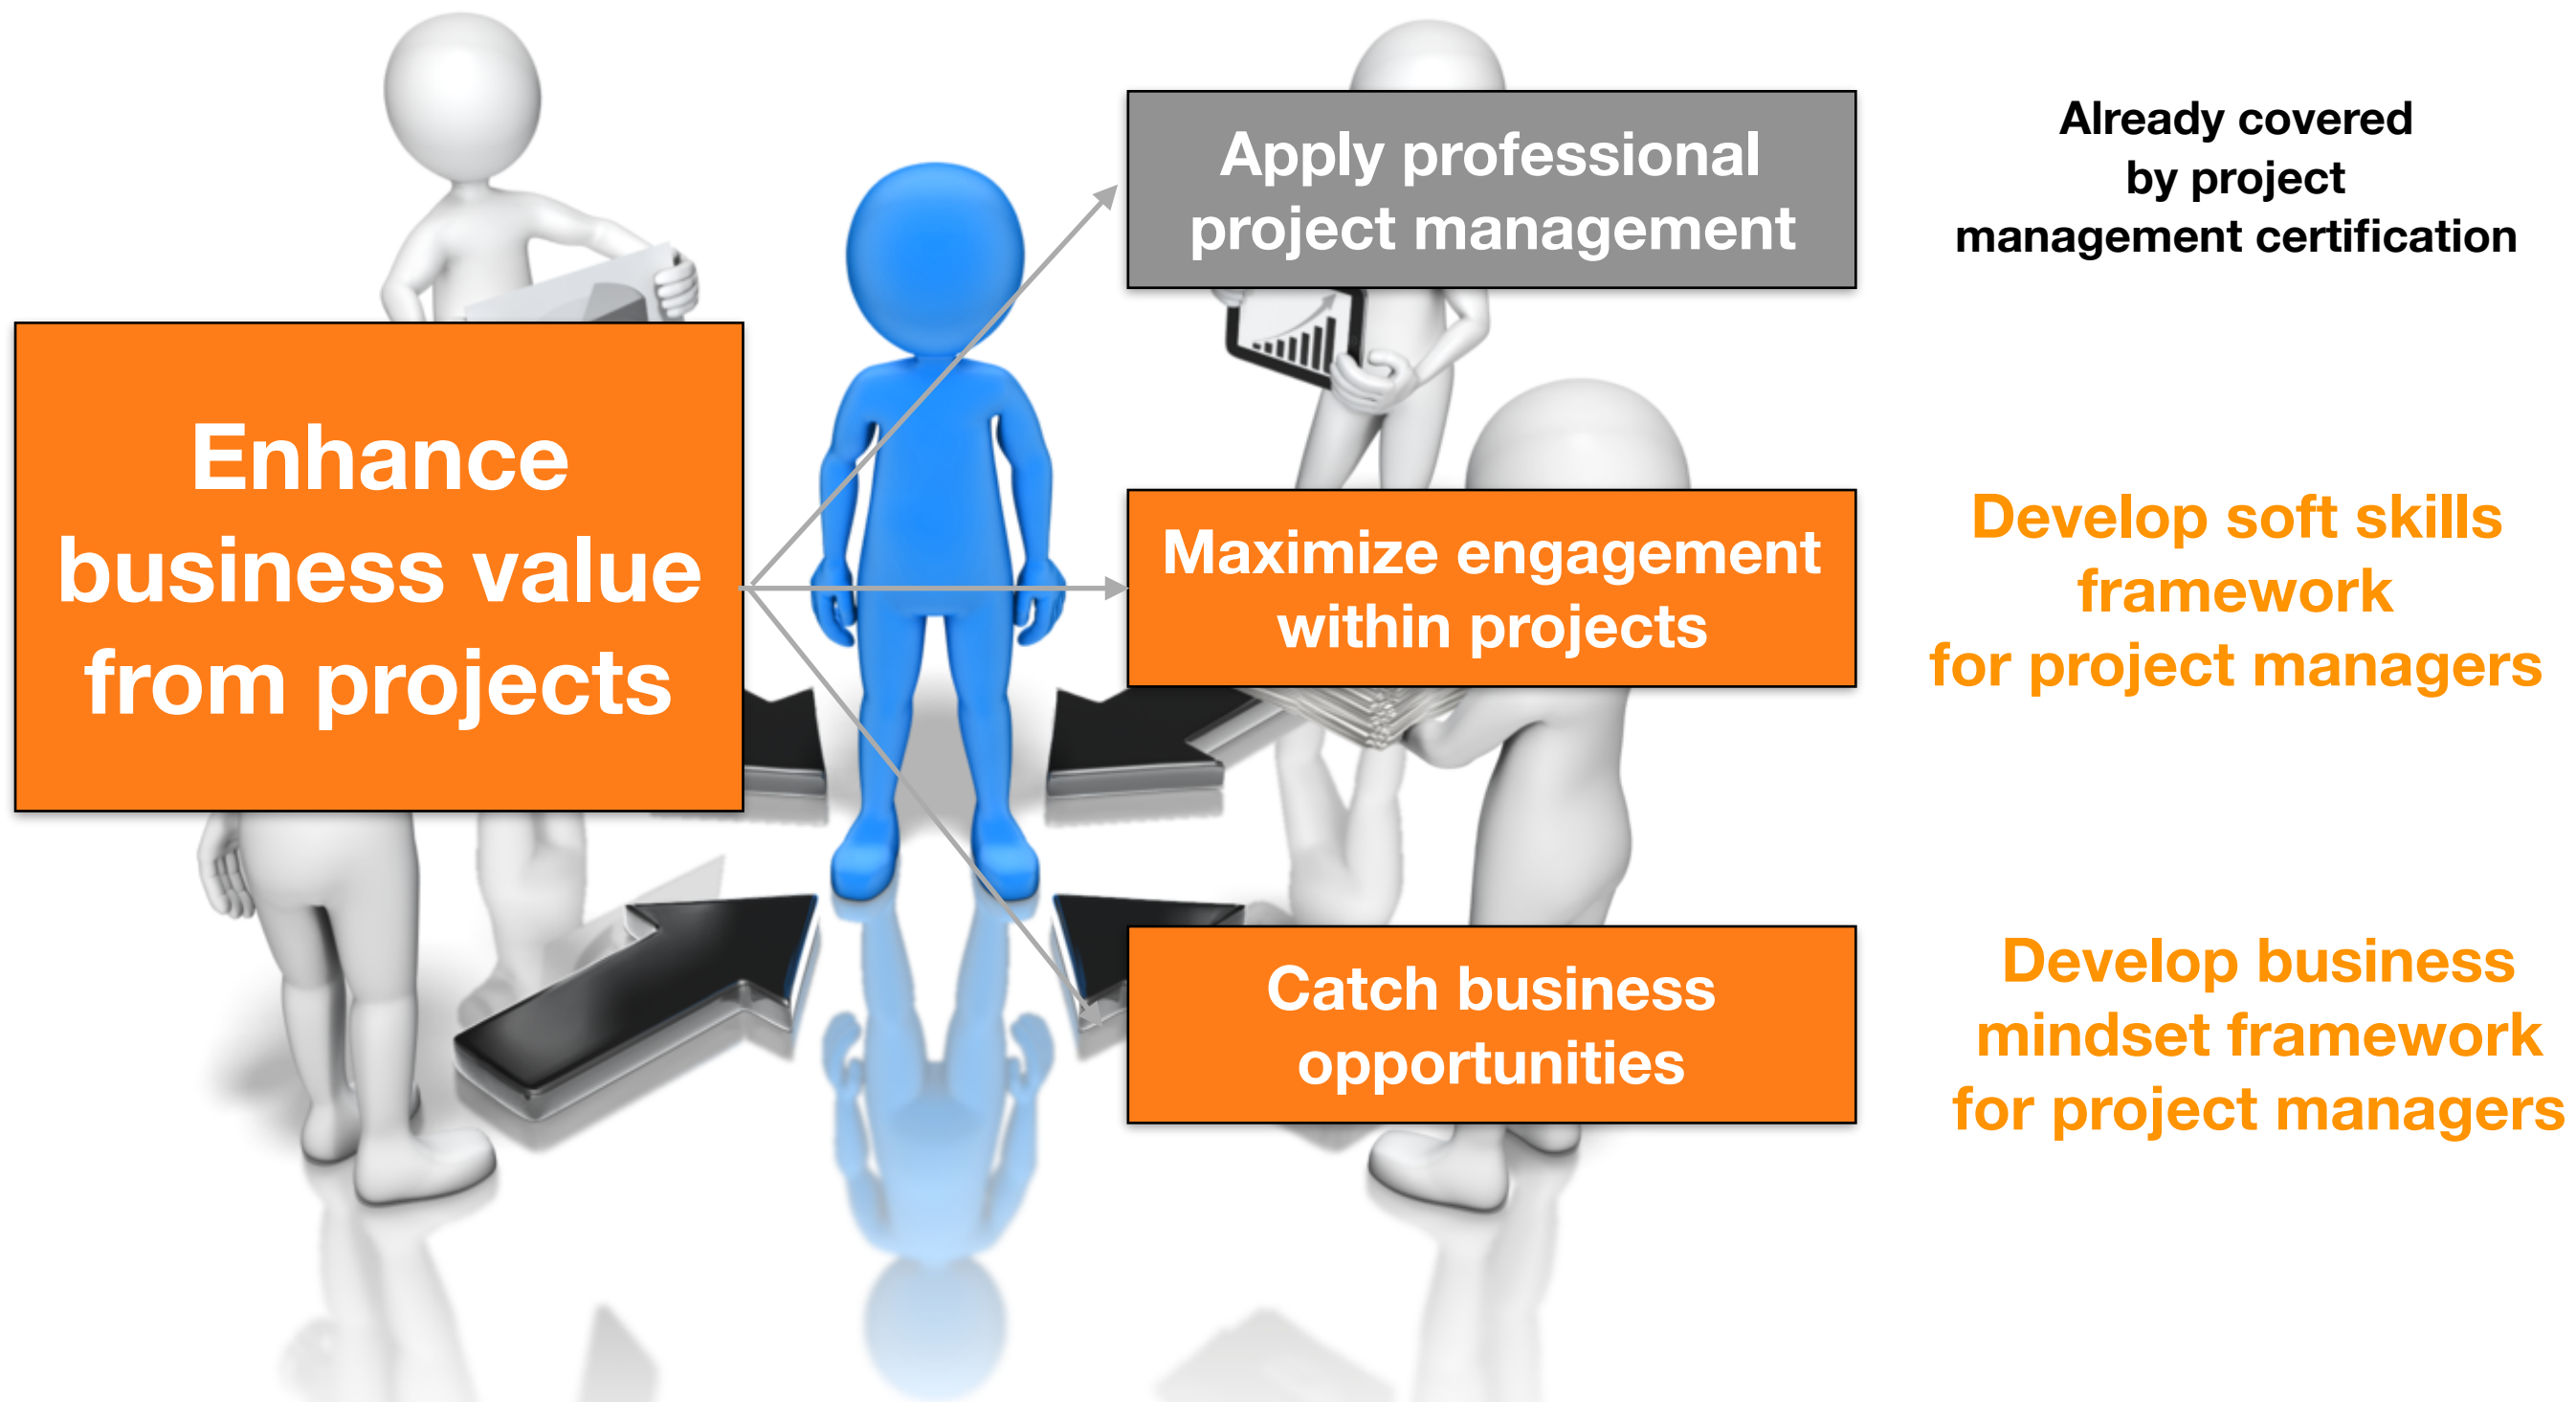 Enhance
business value
from projects
Apply professional
project management
Already covered
by project
management certification
Maximize engagement
within projects
Develop soft skills
framework
for project managers
Catch business
opportunities
Develop business
mindset framework
for project managers